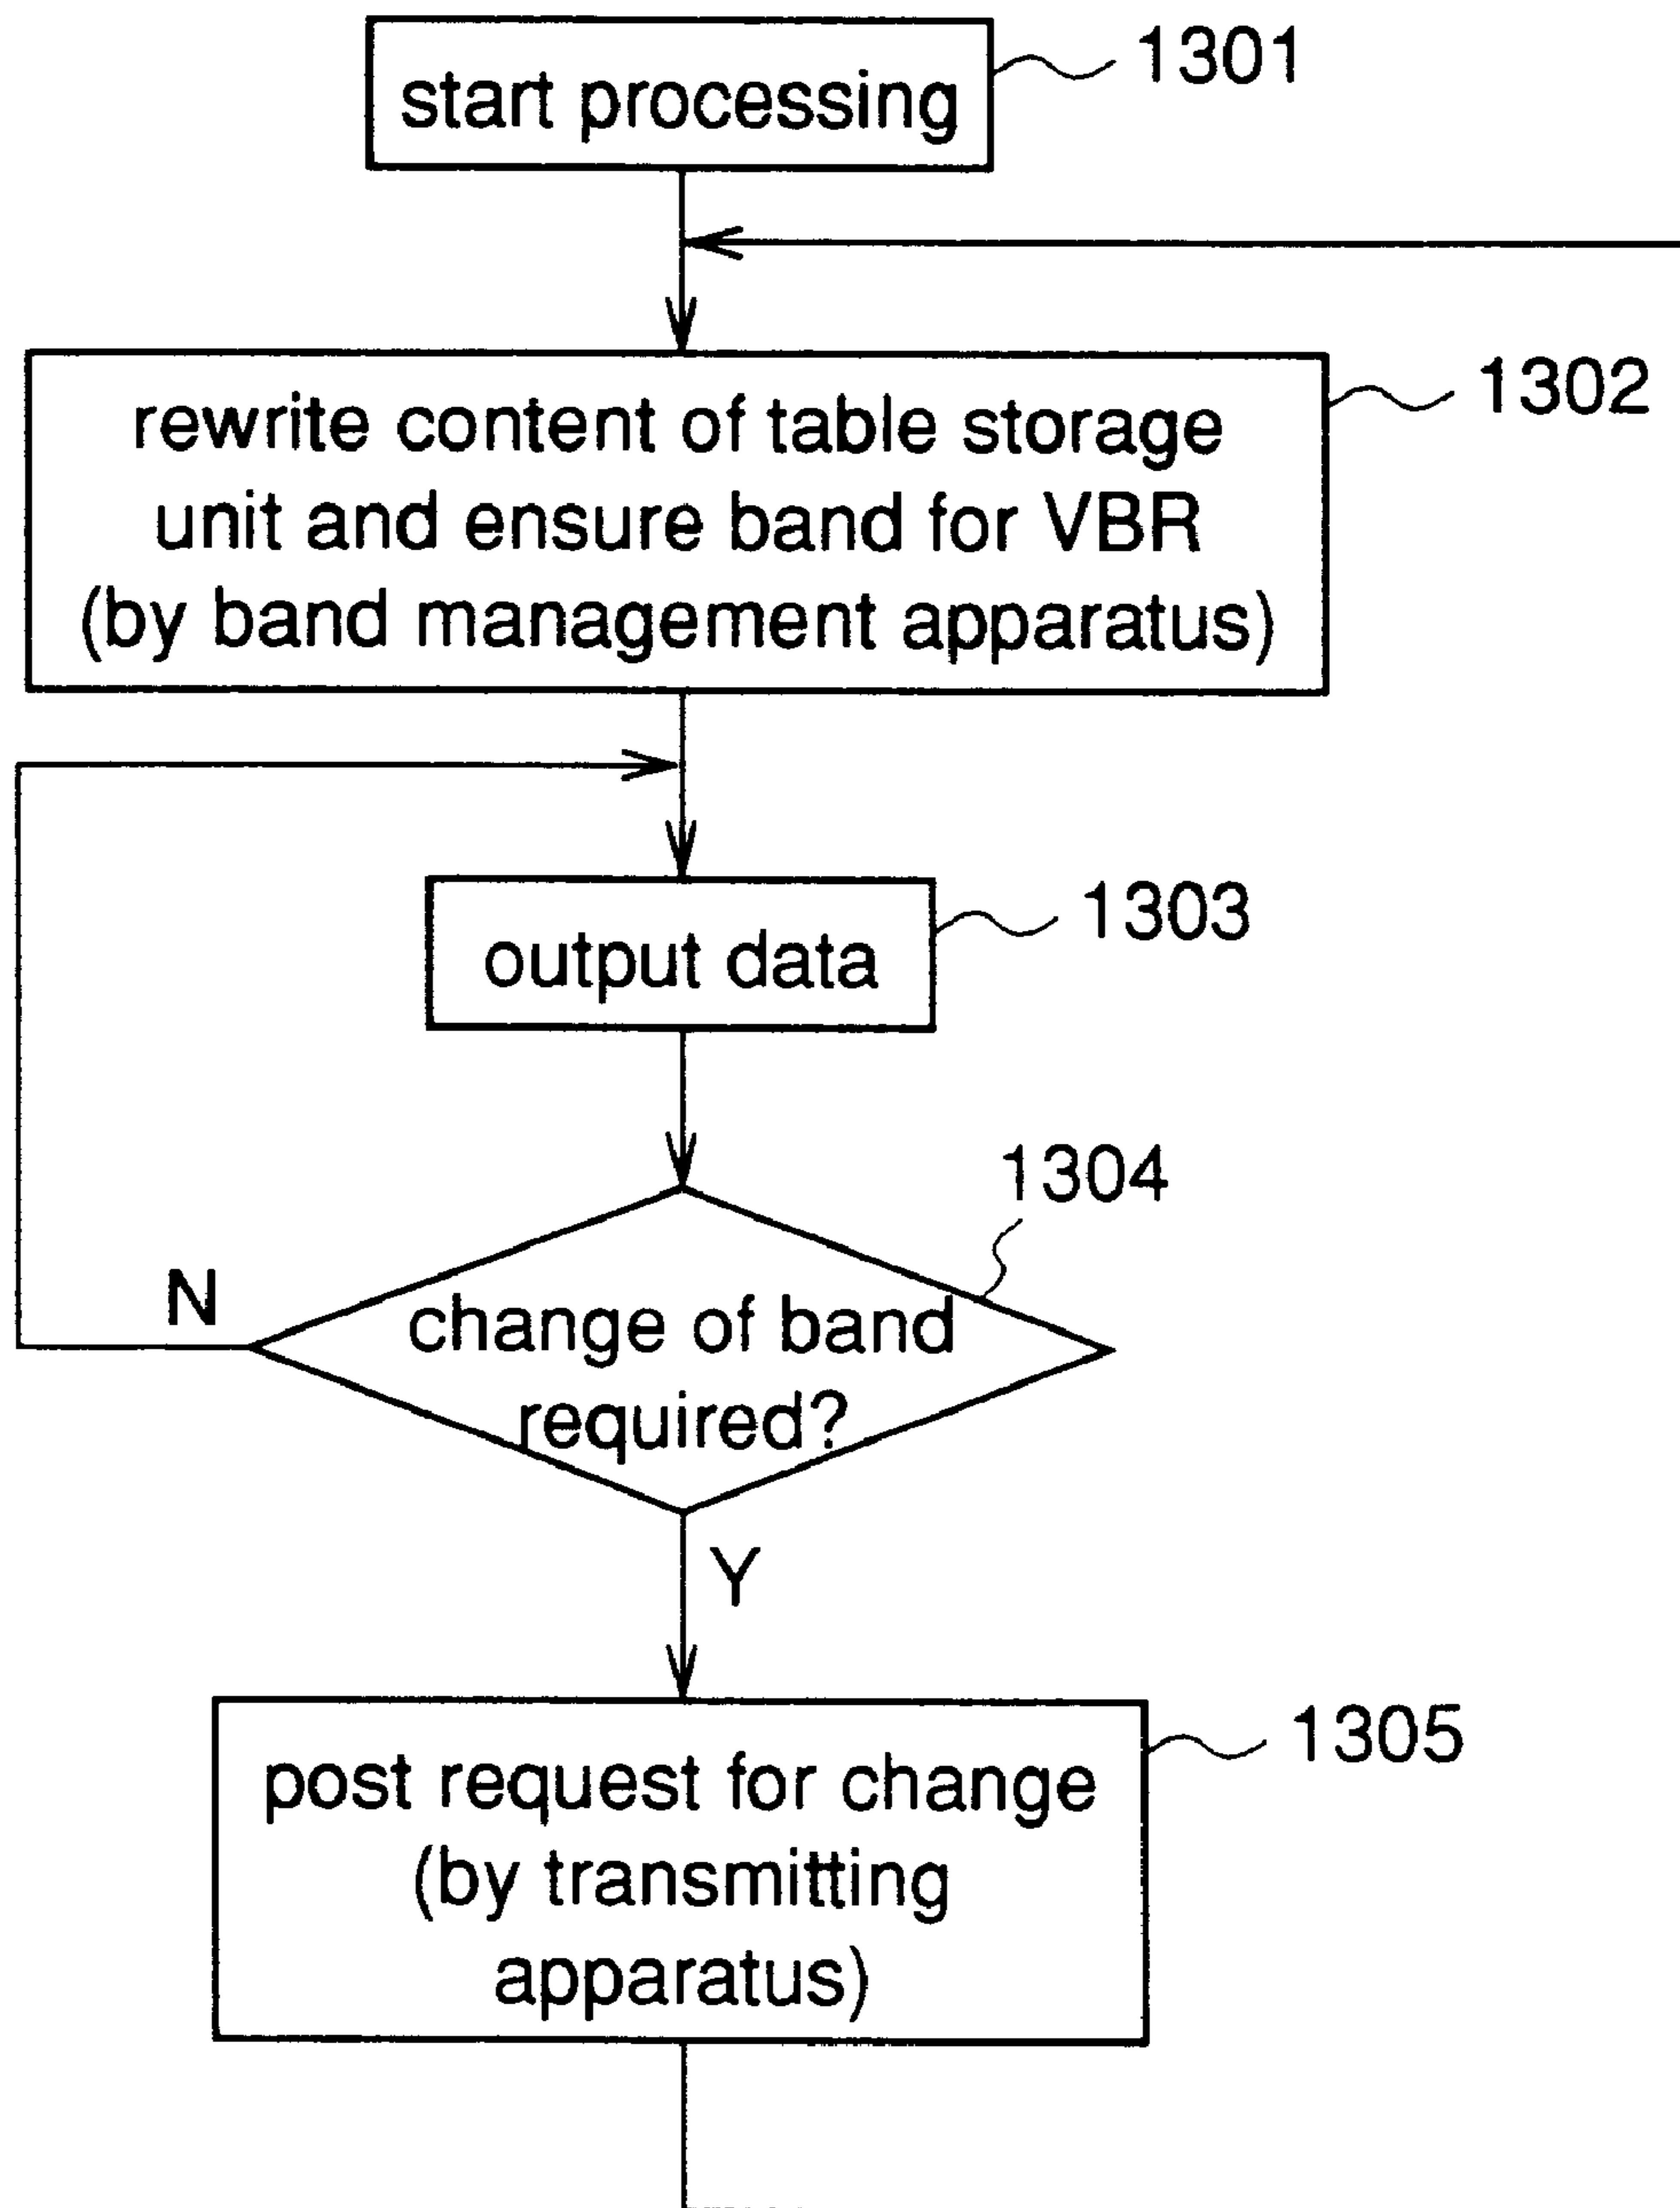 start processing
1301
rewrite content of table storage
unit and ensure band for VBR
(by band management apparatus)
1302
output data
1303
1304
change of band
required?
N
Y
post request for change
(by transmitting
apparatus)
1305